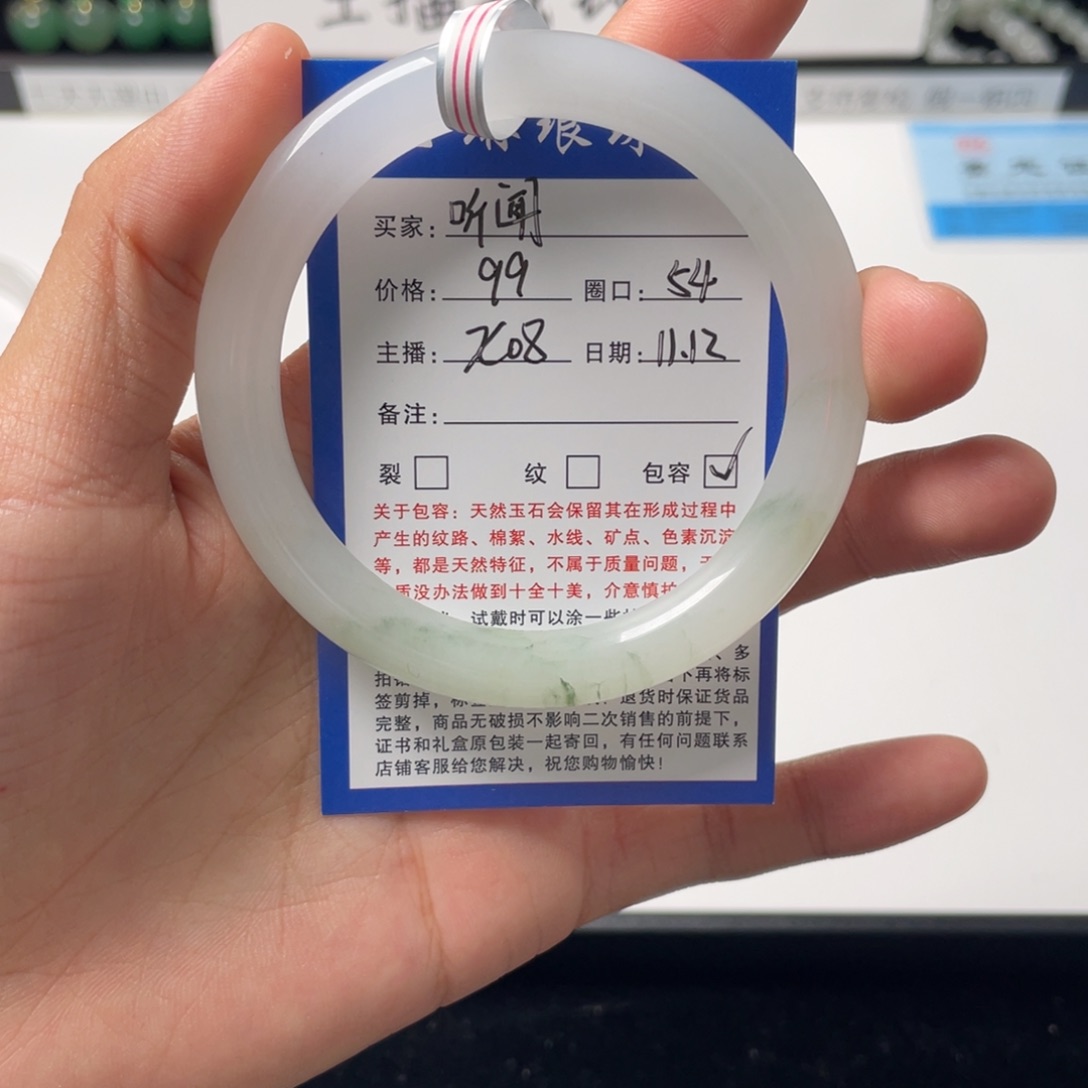 买家：听闻
价格：99 圈口：54
主播：X08 日期：11.12
备注：
裂 纹 包容 ✓
关于包容：天然玉石会保留其在形成过程中
产生的纹路、棉絮、水线、矿点、色素沉淀
等，都是天然特征，不属于质量问题，
质没办法做到十全十美，介意慎拍
试戴时可以涂一些
、多
拍 下再将标
签剪掉， 退货时保证货品
完整，商品无破损不影响二次销售的前提下，
证书和礼盒原包装一起寄回，有任何问题联系
店铺客服给您解决，祝您购物愉快！